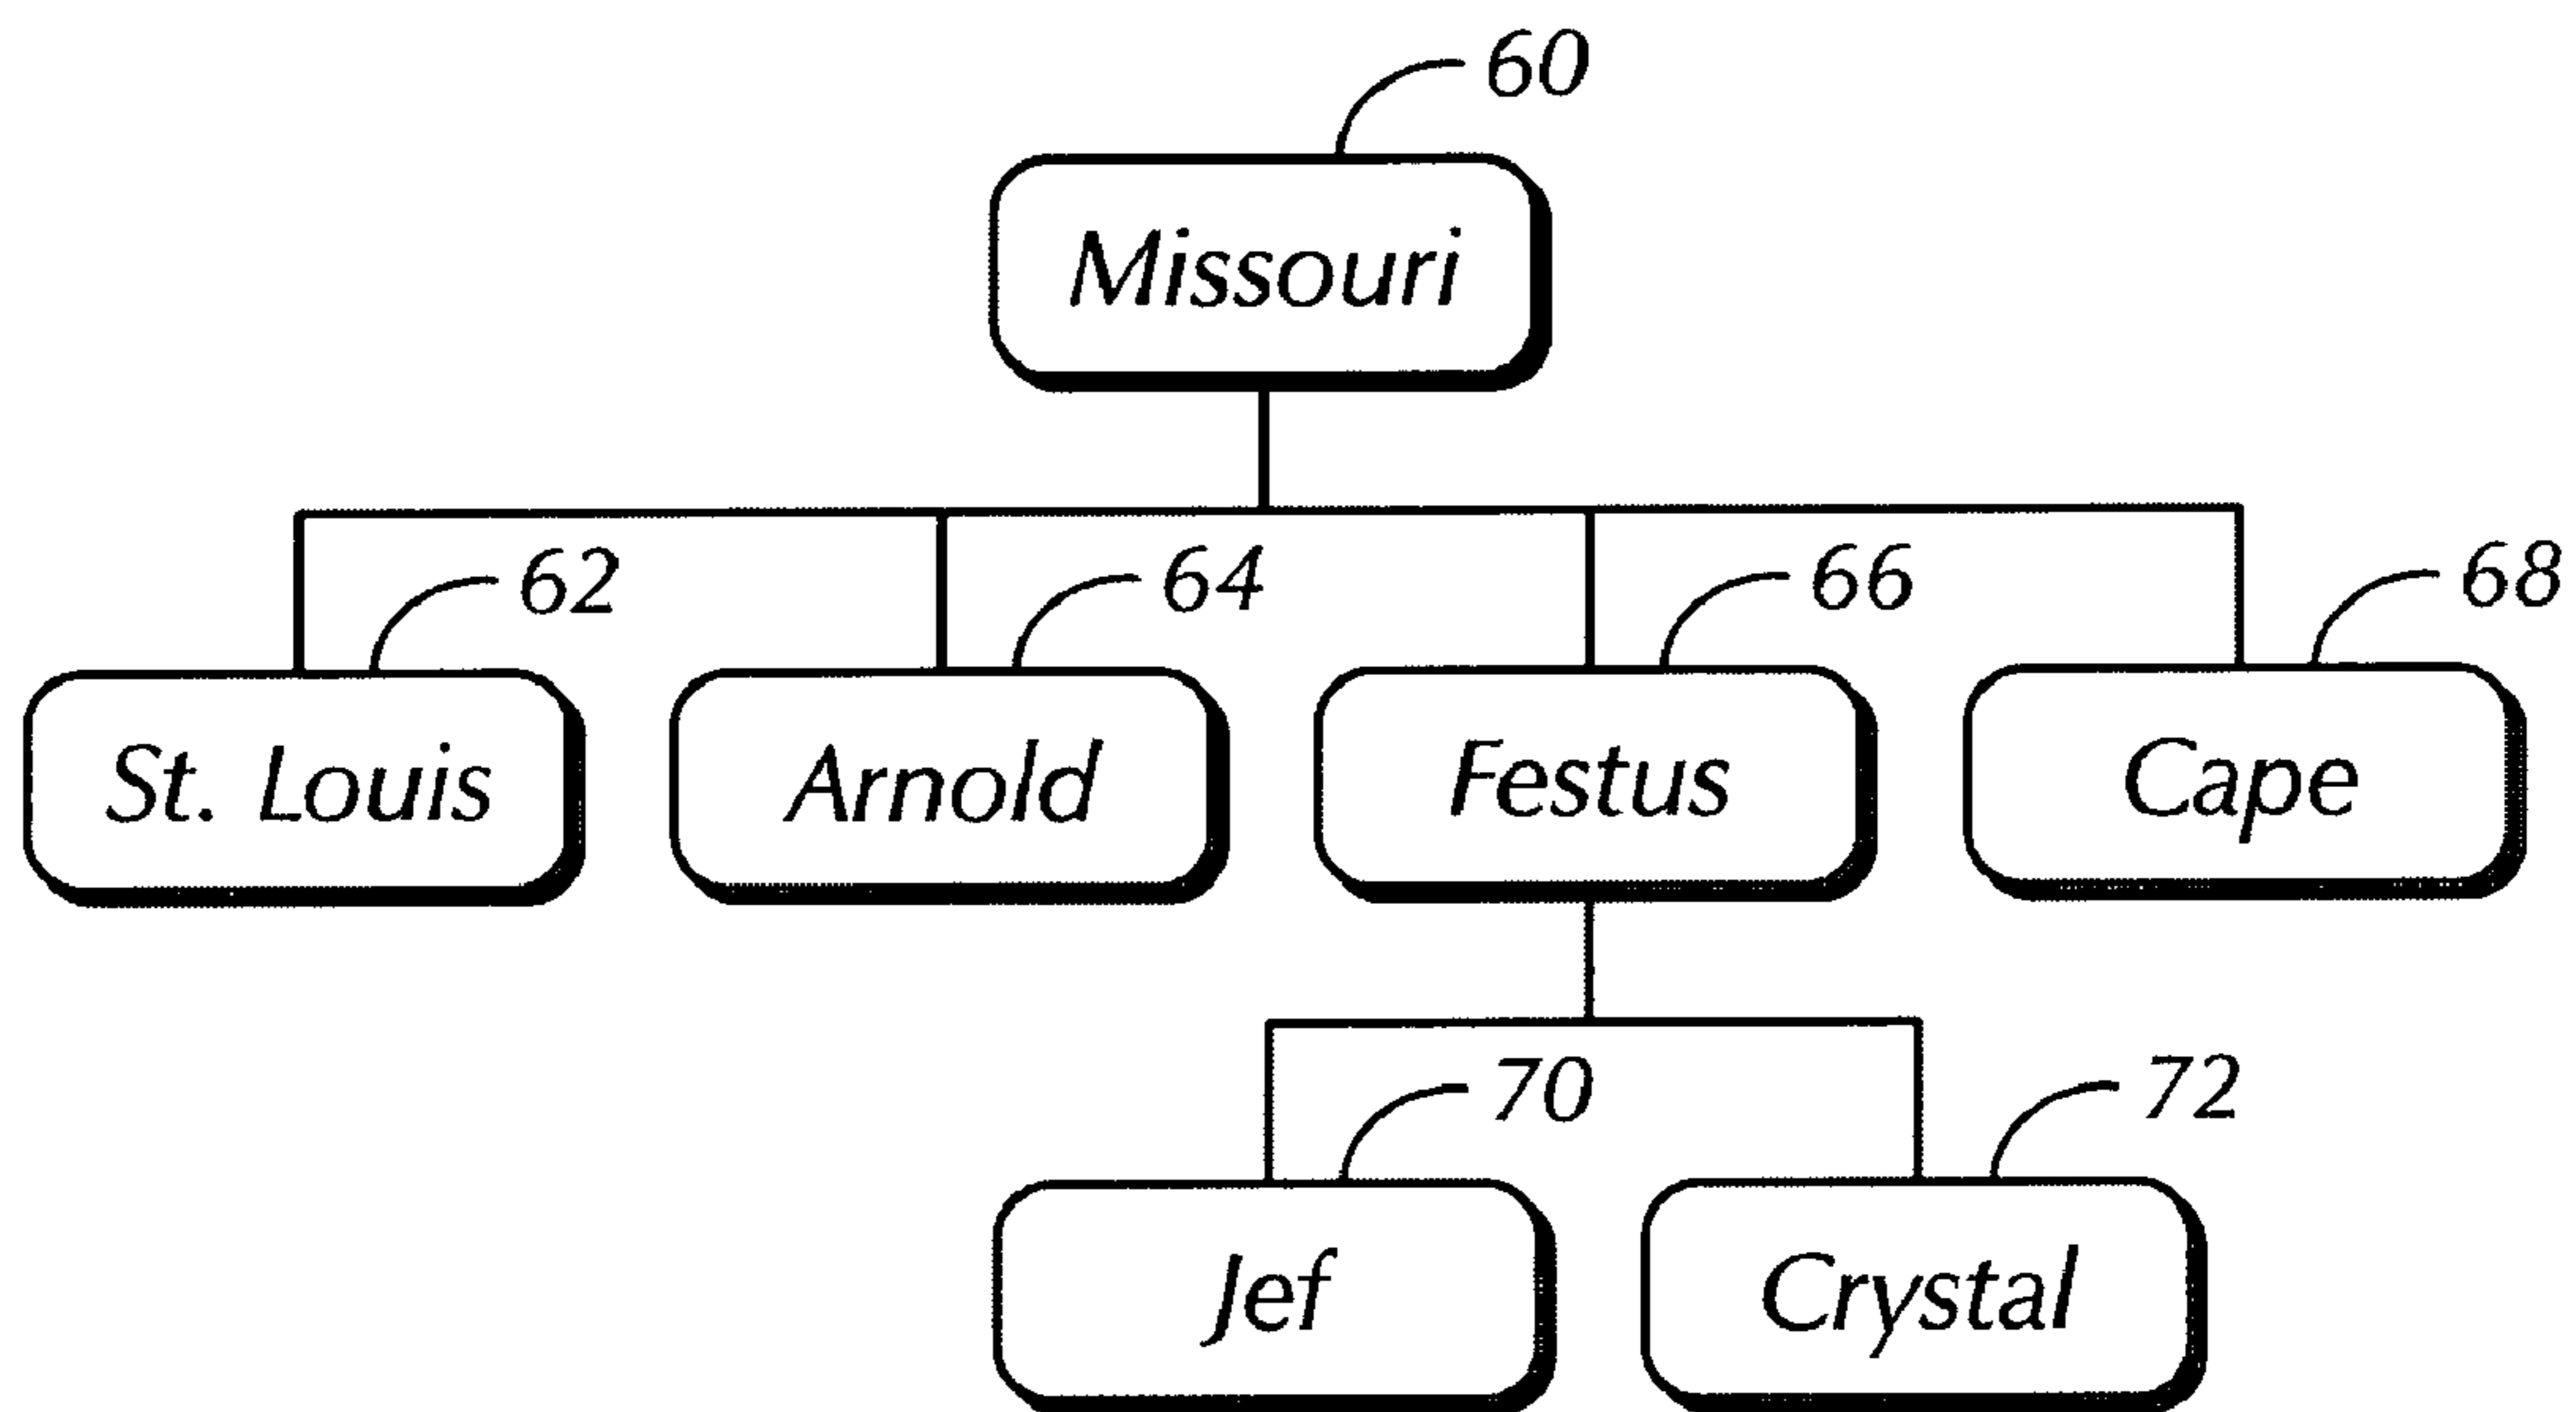 60
Missouri
62
64
66
68
St. Louis
Arnold
Festus
Cape
70
72
Jef
Crystal